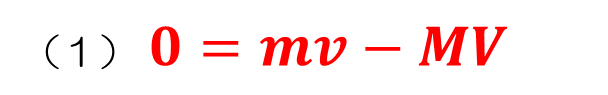 （1）0 = mv − MV